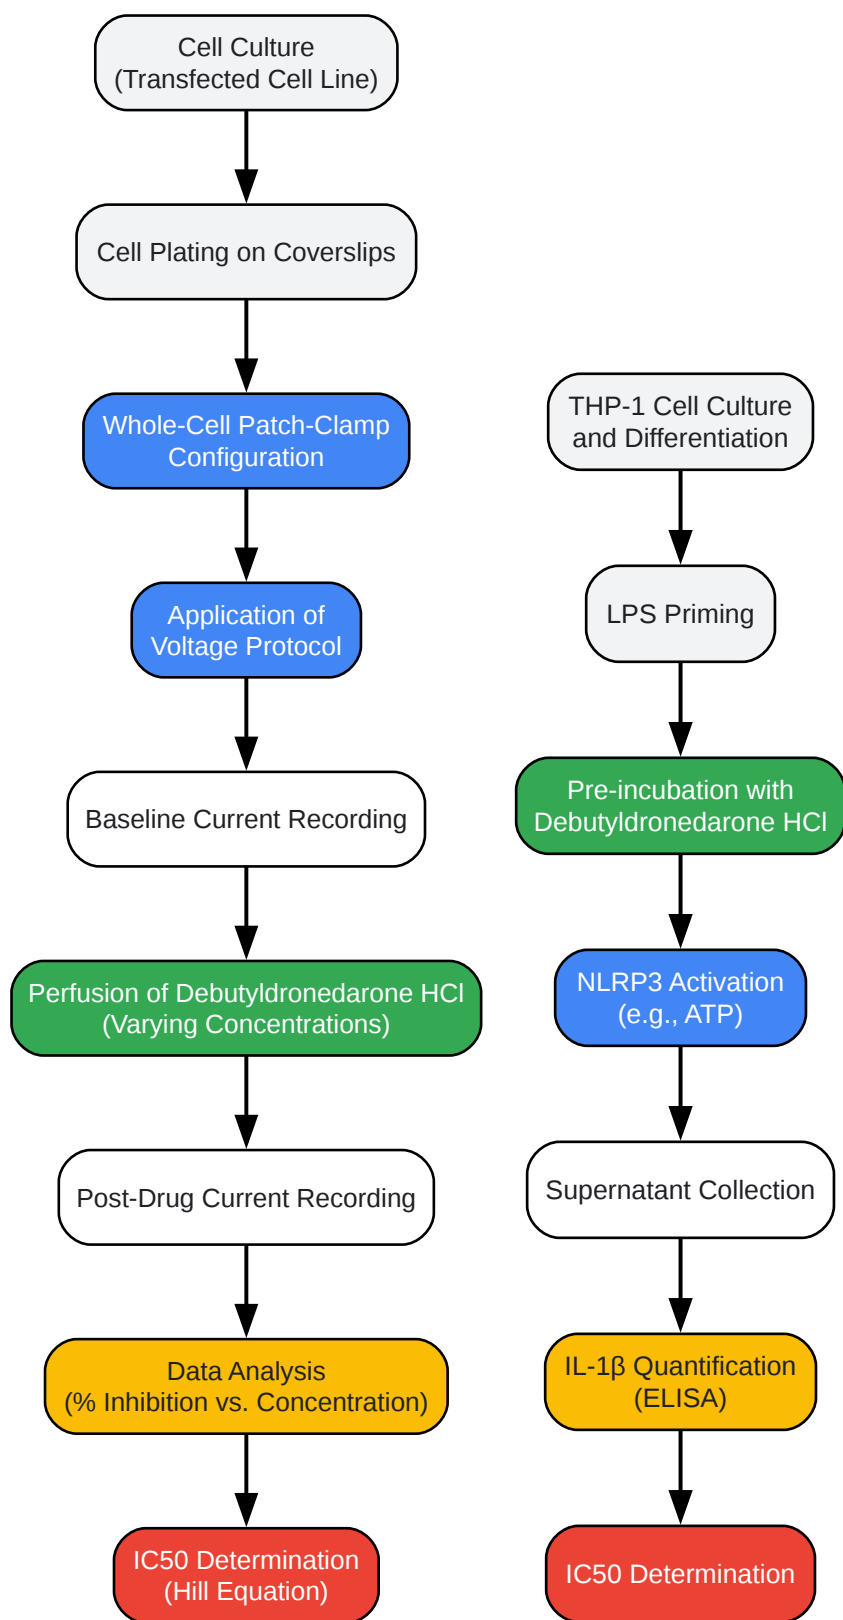 Cell Culture
(Transfected Cell Line)
Cell Plating on Coverslips
Whole-Cell Patch-Clamp
Configuration
Application of
Voltage Protocol
Baseline Current Recording
Perfusion of Debutyldronedarone HCl
(Varying Concentrations)
Post-Drug Current Recording
Data Analysis
(% Inhibition vs. Concentration)
IC50 Determination
(Hill Equation)
THP-1 Cell Culture
and Differentiation
LPS Priming
Pre-incubation with
Debutyldronedarone HCl
NLRP3 Activation
(e.g., ATP)
Supernatant Collection
IL-1β Quantification
(ELISA)
IC50 Determination